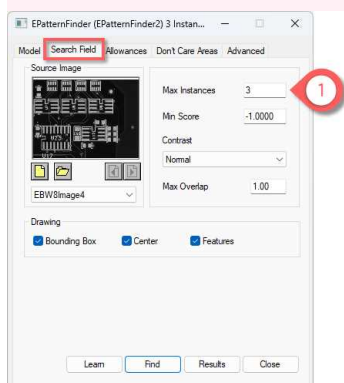 EPatternFinder (EPatternFinder2) 3 Instan...
Model Search Field Allowances Don't Care Areas Advanced
Source Image
Max Instances 3
1
Min Score -1.0000
Contrast
Normal
Max Overlap 1.00
EBW8Image4
Drawing
Bounding Box Center Features
Learn Find Results Close